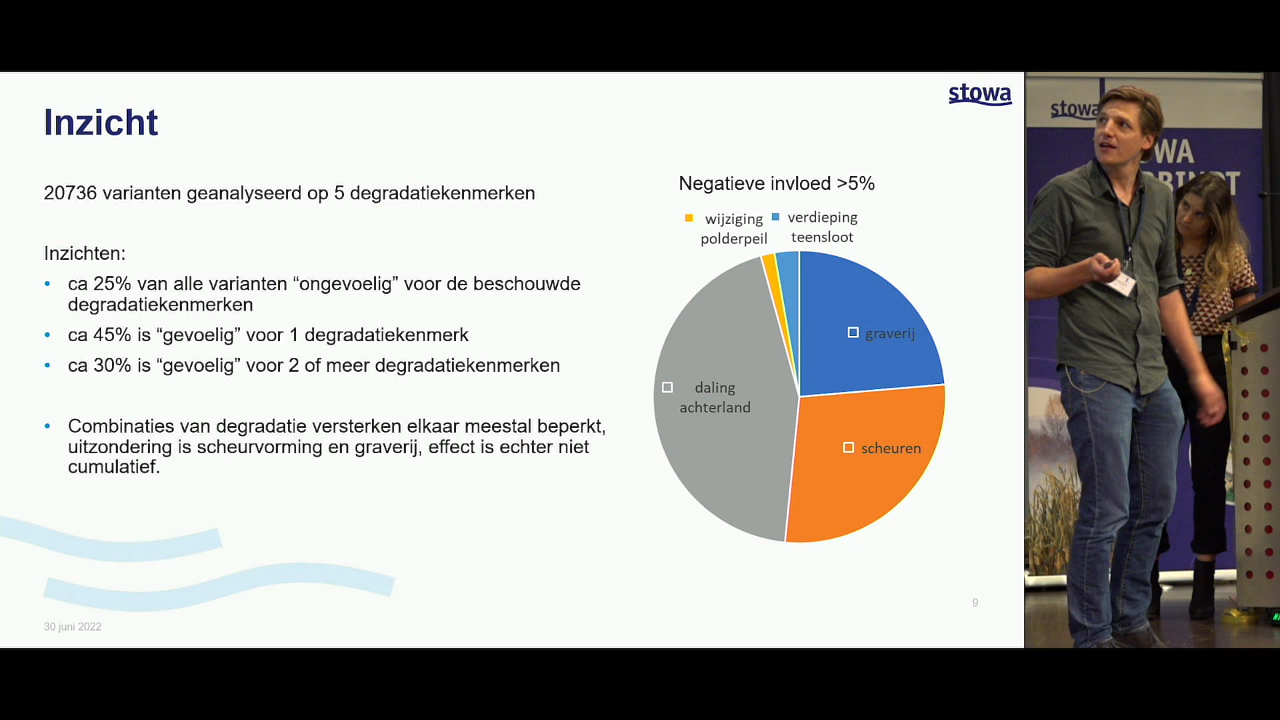 stowa
Inzicht
20736 varianten geanalyseerd op 5 degradatiekenmerken
Inzichten:
• ca 25% van alle varianten “ongevoelig” voor de beschouwde
degradatiekenmerken
• ca 45% is “gevoelig” voor 1 degradatiekenmerk
• ca 30% is “gevoelig” voor 2 of meer degradatiekenmerken
• Combinaties van degradatie versterken elkaar meestal beperkt,
uitzondering is scheurvorming en graverij, effect is echter niet
cumulatief.
Negatieve invloed >5%
wijziging
polderpeil
verdieping
teensloot
graverij
daling
achterland
scheuren
9
30 juni 2022
stowa